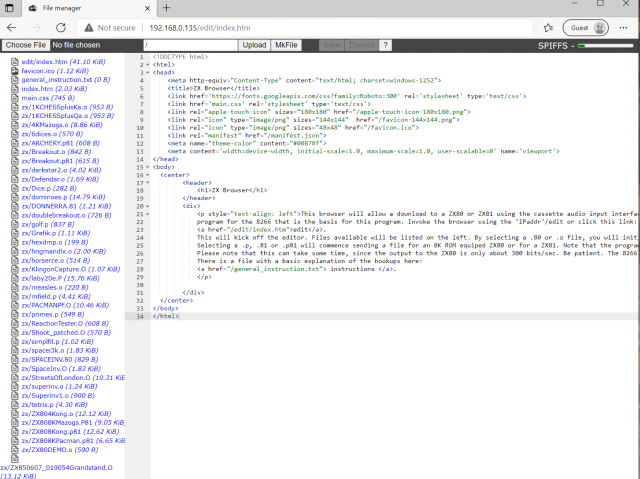 File manager
Not secure
192.168.0.135/edit/index.htm
Guest
Choose File No file chosen
/
Upload
MkFile
Save
Discard
?
SPIFFS -
edit/index.htm (41.10 KiB)
favicon.ico (1.12 KiB)
general_instruction.txt (0 B)
index.htm (2.03 KiB)
main.css (745 B)
zx/1KCHESSplusKa.o (953 B)
zx/1KCHESSplusQa.o (953 B)
zx/4KMazogs.o (8.86 KiB)
zx/6dices.o (570 B)
zx/ARCHERY.p81 (608 B)
zx/Breakout.o (842 B)
zx/Breakout.p81 (615 B)
zx/darkstar2.o (4.02 KiB)
zx/Defendar.o (1.69 KiB)
zx/Dice.p (282 B)
zx/dominoes.p (14.79 KiB)
zx/DONNERRA.81 (1.21 KiB)
zx/doublebreakout.o (726 B)
zx/golf.p (837 B)
zx/Grafik.p (1.11 KiB)
zx/hexdmp.o (199 B)
zx/hngmandlx.o (2.00 KiB)
zx/horserce.o (514 B)
zx/KlingonCapture.O (1.07 KiB)
zx/laby20e.P (15.76 KiB)
zx/measles.o (220 B)
zx/mfield.p (4.41 KiB)
zx/PACMANPF.O (10.46 KiB)
zx/primes.p (549 B)
zx/ReactionTester.O (608 B)
zx/Shoot_patched.O (570 B)
zx/simplfil.p (1.02 KiB)
zx/spacei3k.o (1.83 KiB)
zx/SPACEINV.80 (829 B)
zx/SpaceInv.O (1.83 KiB)
zx/StreetsOfLondon.O (10.31 KiB)
zx/superinv.o (1.24 KiB)
zx/Superinv1.o (900 B)
zx/tetris.p (4.30 KiB)
zx/ZX804Kong.o (12.12 KiB)
zx/ZX808KMazogs.P81 (9.05 KiB)
zx/ZX808Kong.p81 (12.62 KiB)
zx/ZX808KPacman.p81 (6.65 KiB)
zx/ZX80DEMO.o (590 B)
zx/ZX850607_019054Grandstand.O
(13.12 KiB)
1 <!DOCTYPE html>
2 <html>
3 <head>
4 <meta http-equiv="Content-Type" content="text/html; charset=windows-1252">
5 <title>ZX Browser</title>
6 <link href='https://fonts.googleapis.com/css?family=Roboto:300' rel='stylesheet' type='text/css'>
7 <link href='main.css' rel='stylesheet' type='text/css'>
8 <link rel="apple-touch-icon" sizes="180x180" href="/apple-touch-icon-180x180.png">
9 <link rel="icon" type="image/png" sizes="144x144" href="/favicon-144x144.png">
10 <link rel="icon" type="image/png" sizes="48x48" href="/favicon.ico">
11 <link rel="manifest" href="/manifest.json">
12 <meta name="theme-color" content="#00878f">
13 <meta content='width=device-width, initial-scale=1.0, maximum-scale=1.0, user-scalable=0' name='viewport'>
14 </head>
15 <body>
16 <center>
17 <header>
18 <h1>ZX Browser</h1>
19 </header>
20 <div>
21 <p style="text-align: left">This browser will allow a download to a ZX80 or ZX81 using the cassette audio input interfac
22 program for the 8266 that is the basis for this program. Invoke the browser using the "IPaddr"/edit or click this link:
23 <a href="/edit/index.htm">edit</a>.
24 This will kick off the editor. Files available will be listed on the left. By selecting a .80 or .o file, you will init
25 Selecting a .p, .81 or .p81 will commence sending a file for an 8K ROM equiped ZX80 or for a ZX81. Note that the program
26 Please note that this can take some time, since the output to the ZX80 is only about 300 bits/sec. Be patient. The 8266
27 There is a file with a basic explanation of the hookups here:
28 <a href="/general_instruction.txt"> instructions </a>.
29 </p>
30
31 </div>
32 </center>
33 </body>
34 </html>